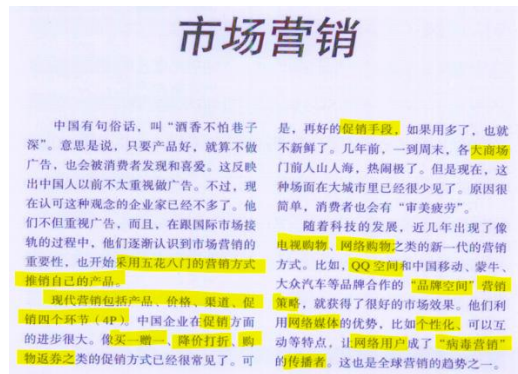 市场营销
中国有句俗话，叫“酒香不怕巷子
深”。意思是说，只要产品好，就算不做
广告，也会被消费者发现和喜爱。这反映
出中国人以前不太重视做广告。不过，现
在认可这种观念的企业家已经不多了。他
们不但重视广告，而且，在跟国际市场接
轨的过程中，他们逐渐认识到市场营销的
重要性，也开始采用五花八门的营销方式
推销自己的产品。
现代营销包括产品、价格、渠道、促
销四个环节（4P）。中国企业在促销方面
的进步很大。像买一赠一、降价打折、购
物返券之类的促销方式已经很常见了。可
是，再好的促销手段，如果用多了，也就
不新鲜了。几年前，一到周末，各大商场
门前人山人海，热闹极了。但是现在，这
种场面在大城市里已经很少见了。原因很
简单，消费者也会有“审美疲劳”。
随着科技的发展，近几年出现了像
电视购物、网络购物之类的新一代的营销
方式。比如，QQ空间和中国移动、蒙牛、
大众汽车等品牌合作的“品牌空间”营销
策略，就获得了很好的市场效果。他们利
用网络媒体的优势，比如个性化、可以互
动等特点，让网络用户成了“病毒营销”
的传播者。这也是全球营销的趋势之一。